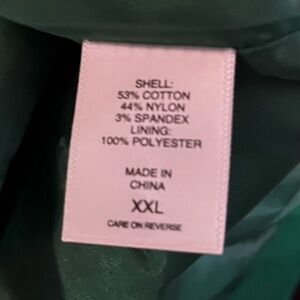 SHELL:
53% COTTON
44% NYLON
3% SPANDEX
LINING:
100% POLYESTER
MADE IN
CHINA
XXL
CARE ON REVERSE